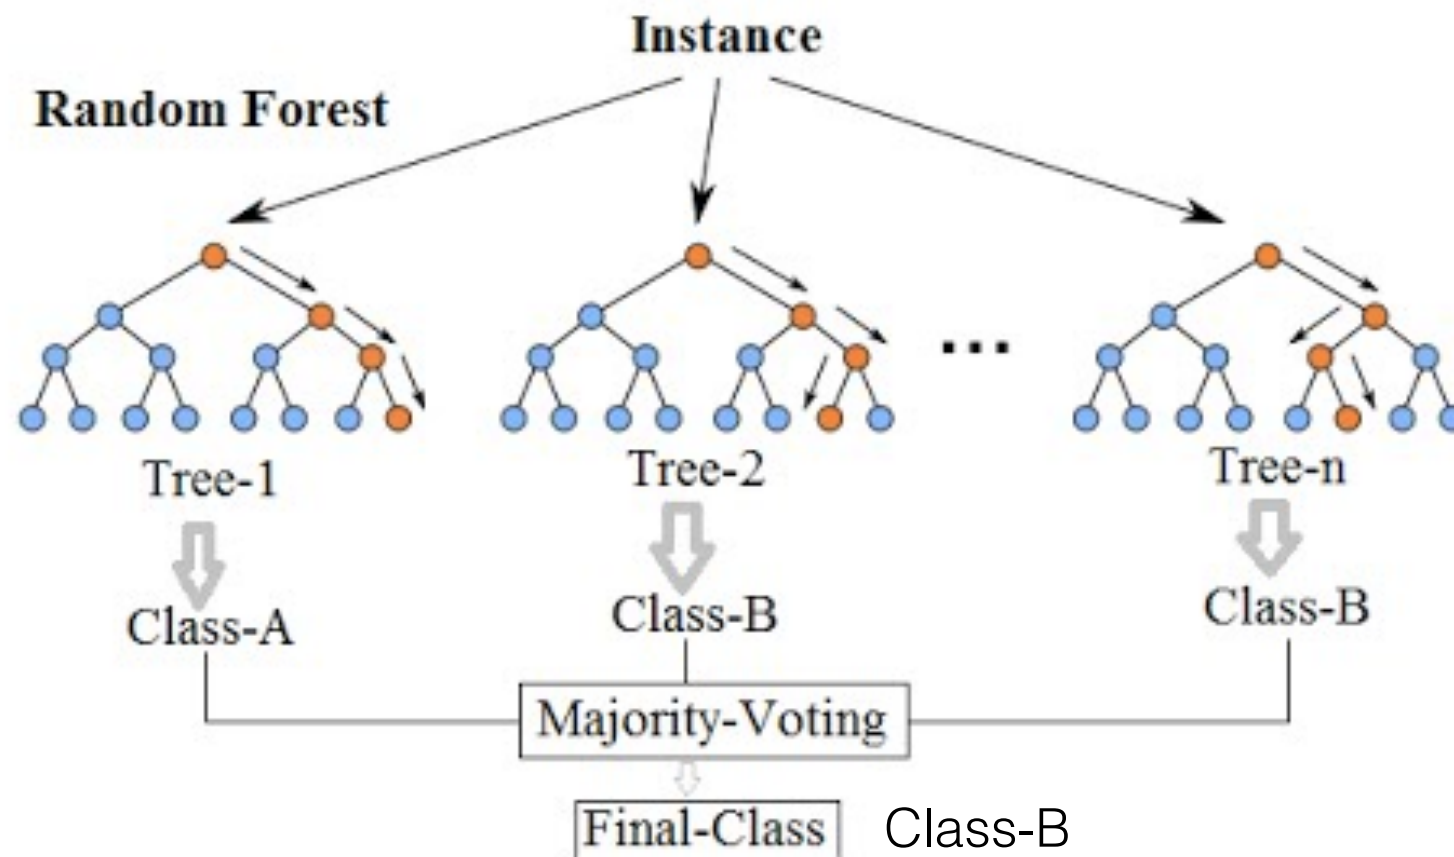 Instance
Random Forest
...
Tree-1
Tree-2
Tree-n
Class-A
Class-B
Class-B
Majority-Voting
Final-Class
Class-B